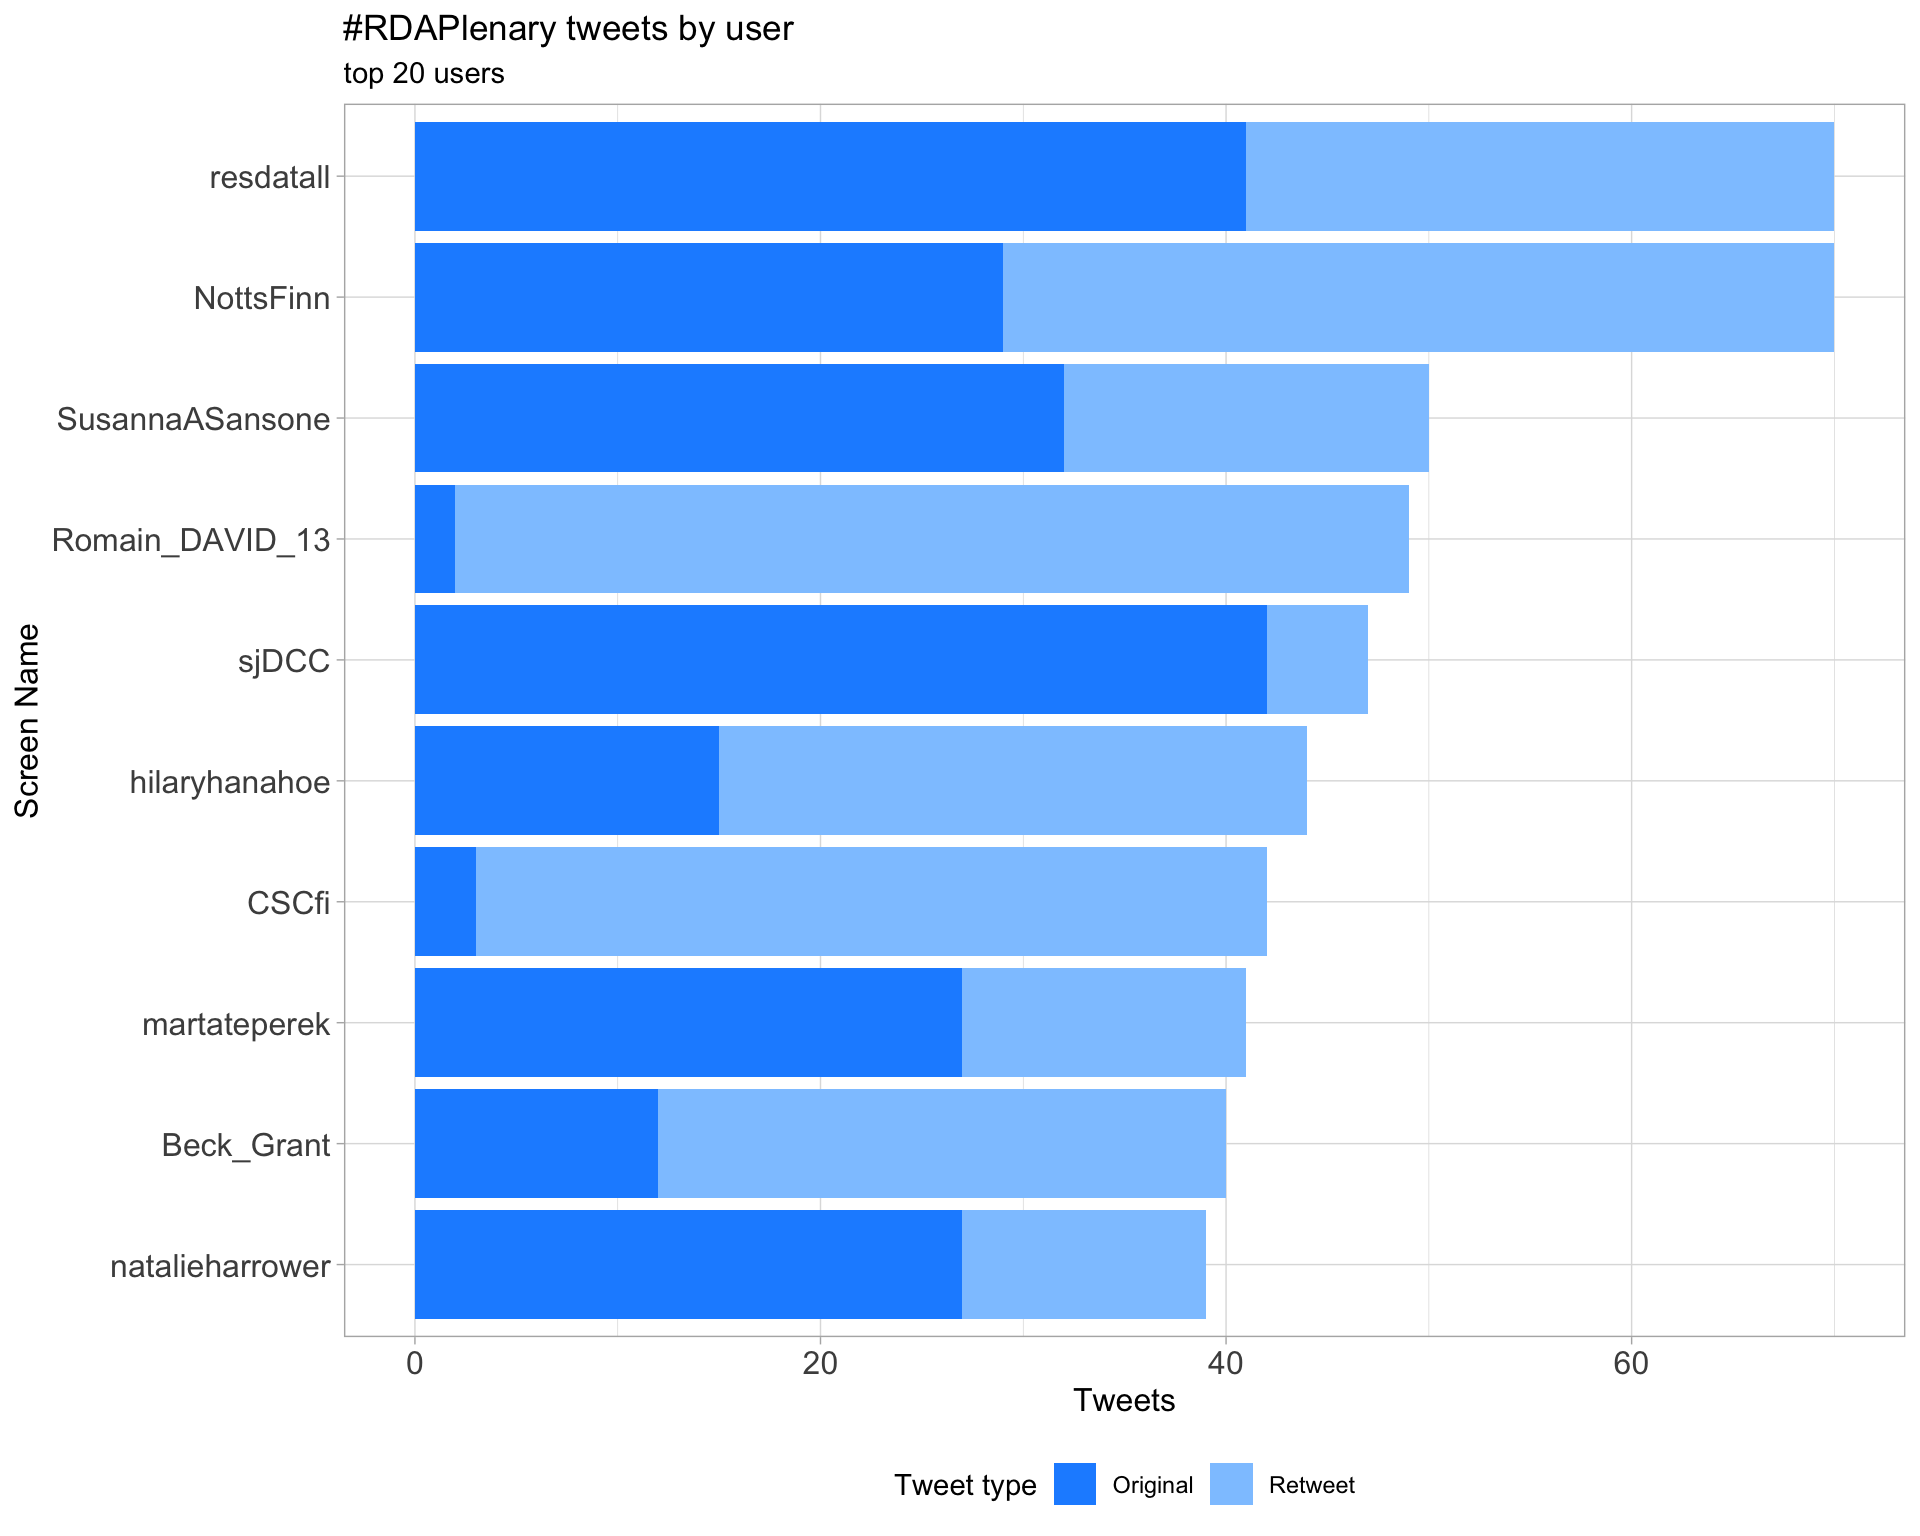 #RDAPlenary tweets by user
top 20 users
resdatall
NottsFinn
SusannaASansone
Romain_DAVID_13
sjDCC
hilaryhanahoe
CSCfi
martateperek
Beck_Grant
natalieharrower
Screen Name
0 20 40 60
Tweets
Tweet type Original Retweet